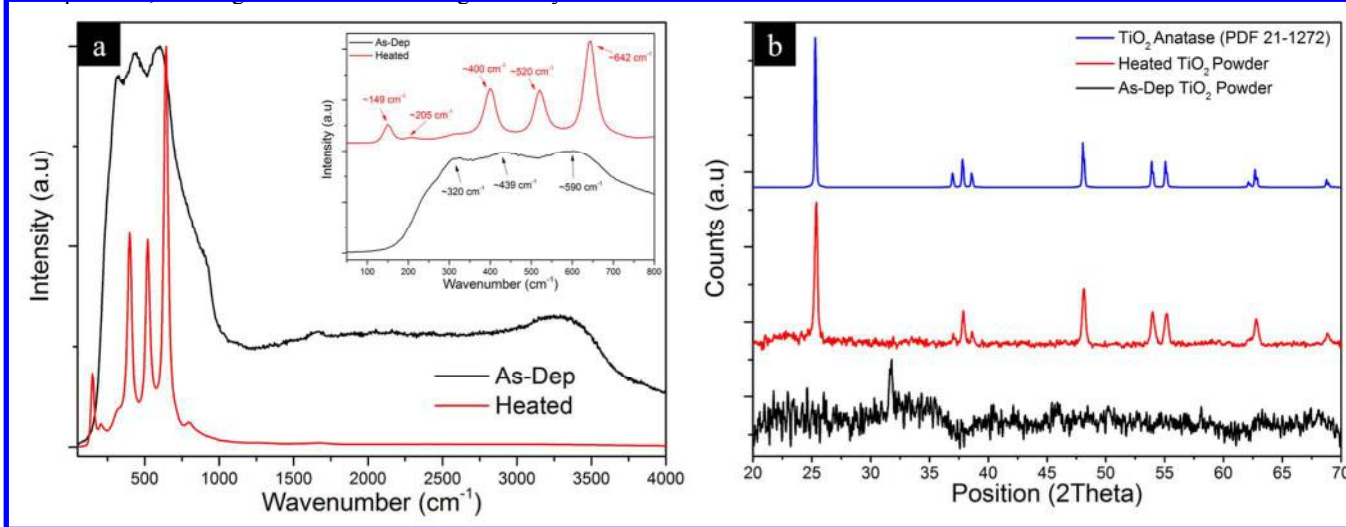 a
As-Dep
Heated
~149 cm⁻¹
~205 cm⁻¹
~400 cm⁻¹
~520 cm⁻¹
~642 cm⁻¹
~320 cm⁻¹
~439 cm⁻¹
~590 cm⁻¹
Intensity (a.u)
100 200 300 400 500 600 700 800
Wavenumber (cm⁻¹)
As-Dep
Heated
Intensity (a.u)
500 1000 1500 2000 2500 3000 3500 4000
Wavenumber (cm⁻¹)
b
TiO₂ Anatase (PDF 21-1272)
Heated TiO₂ Powder
As-Dep TiO₂ Powder
Counts (a.u)
20 25 30 35 40 45 50 55 60 65 70
Position (2Theta)